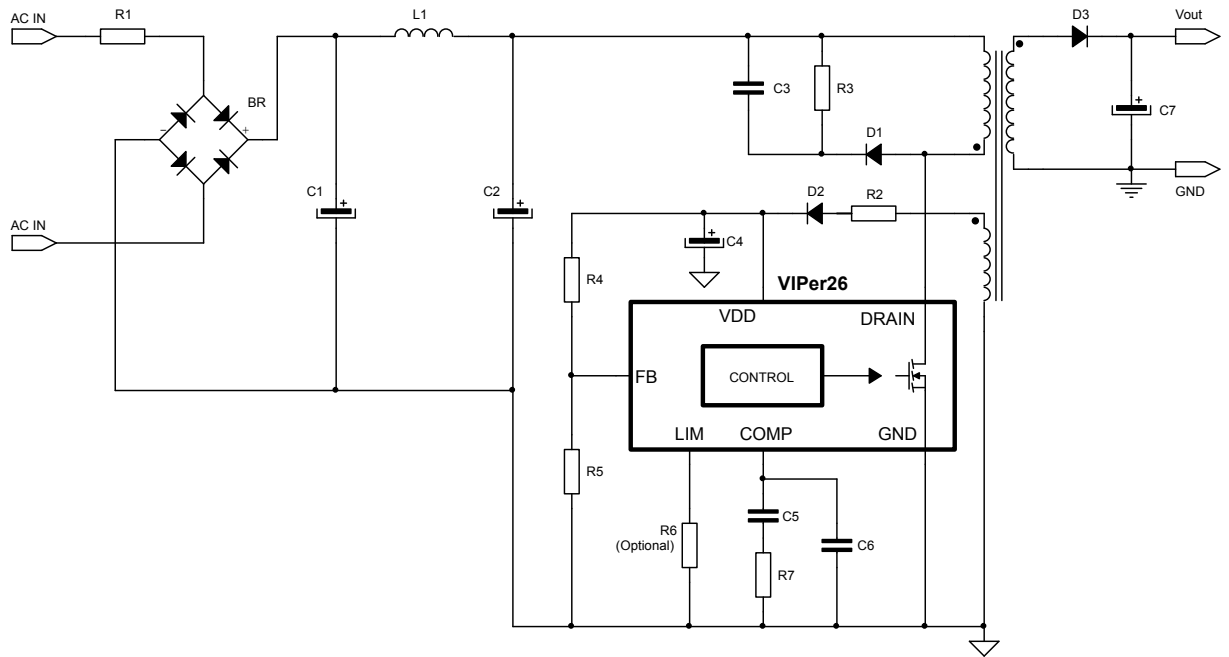 AC IN
R1
L1
D3
Vout
BR
−
+
C3
R3
+
C7
D1
GND
C1
+
C2
+
D2
R2
AC IN
+
C4
R4
VIPer26
VDD
DRAIN
FB
CONTROL
LIM
COMP
GND
R5
C5
R6
(Optional)
C6
R7